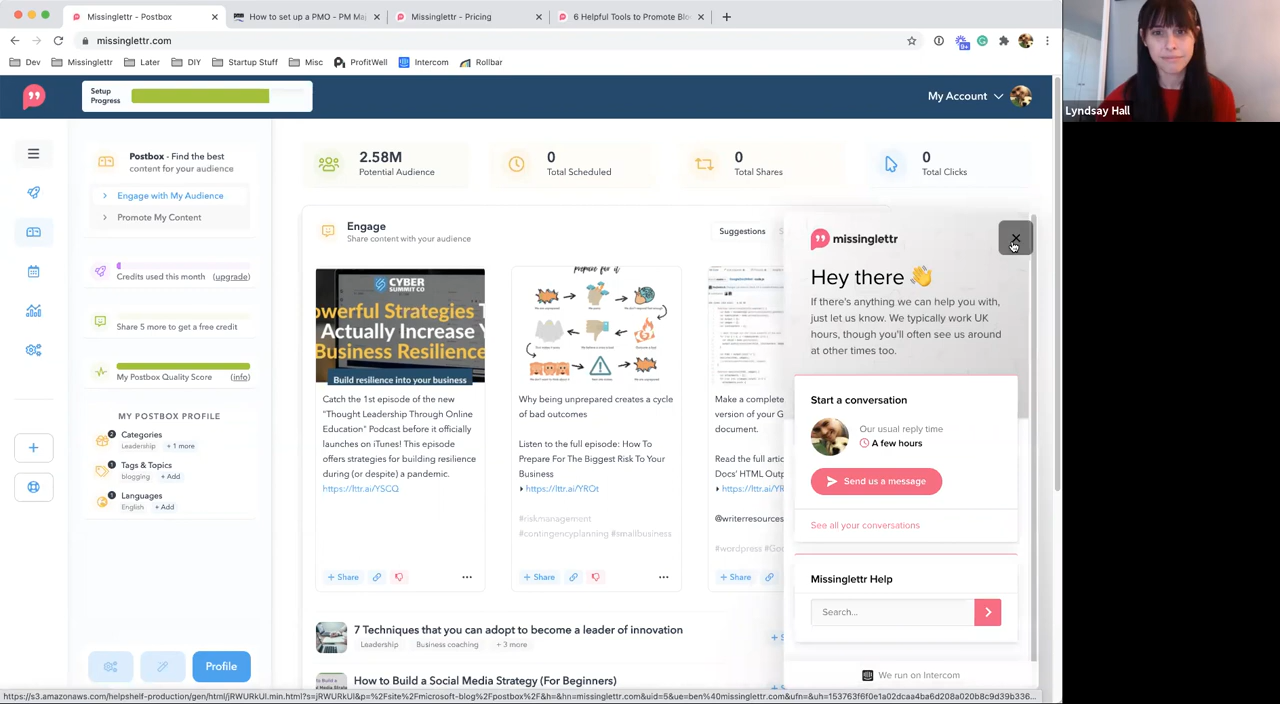 Missinglettr - Postbox
How to set up a PMO - PM Ma
Missinglettr - Pricing
6 Helpful Tools to Promote Blo
missinglettr.com
Dev
Missinglettr
Later
DIY
Startup Stuff
Misc
ProfitWell
Intercom
Rollbar
Lyndsay Hall
Setup
Progress
My Account
Postbox - Find the best
content for your audience
Engage with My Audience
Promote My Content
Credits used this month (upgrade)
Share 5 more to get a free credit
My Postbox Quality Score (info)
MY POSTBOX PROFILE
Categories
Leadership + 1 more
Tags & Topics
blogging + Add
Languages
English + Add
Profile
2.58M
Potential Audience
0
Total Scheduled
0
Total Shares
0
Total Clicks
Engage
Share content with your audience
Suggestions
CYBER
SUMMIT CO
owerful Strategies
Actually Increase
Business Resilience
Build resilience into your business
Catch the 1st episode of the new
"Thought Leadership Through Online
Education" Podcast before it officially
launches on iTunes! This episode
offers strategies for building resilience
during (or despite) a pandemic.
https://lttr.ai/YSCQ
+ Share
prepare for it
Why being unprepared creates a cycle
of bad outcomes
Listen to the full episode: How To
Prepare For The Biggest Risk To Your
Business
https://lttr.ai/YROt
#riskmanagement
#contingencyplanning #smallbusiness
+ Share
Make a complete
version of your G
document.
Read the full artic
Docs' HTML Outp
https://lttr.ai/YR
@writerresources
#wordpress #Goo
+ Share
7 Techniques that you can adopt to become a leader of innovation
Leadership Business coaching + 3 more
+ S
How to Build a Social Media Strategy (For Beginners)
missinglettr
Hey there
If there's anything we can help you with,
just let us know. We typically work UK
hours, though you'll often see us around
at other times too.
Start a conversation
Our usual reply time
A few hours
Send us a message
See all your conversations
Missinglettr Help
Search...
We run on Intercom